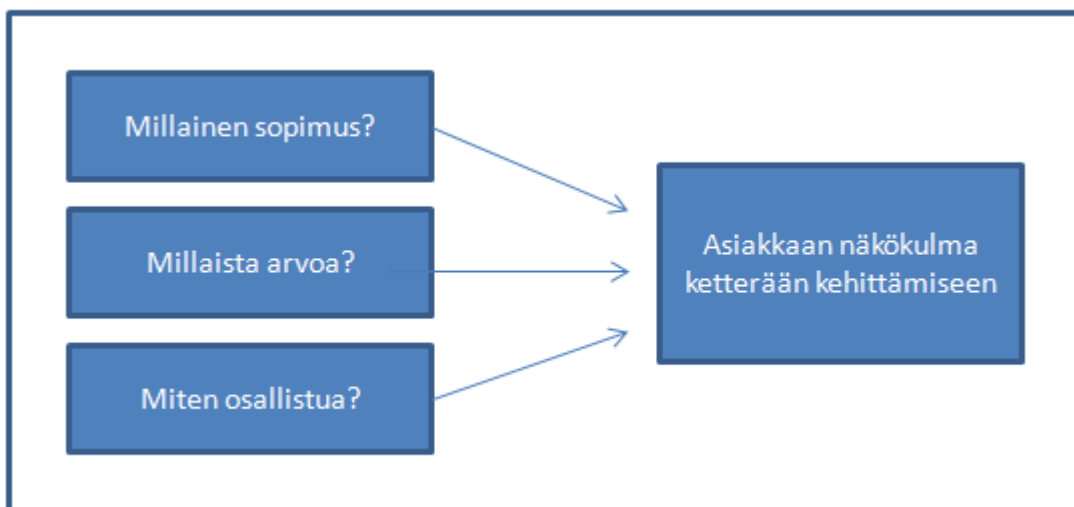 Millainen sopimus?
Millaista arvoa?
Miten osallistua?
Asiakkaan näkökulma
ketterään kehittämiseen